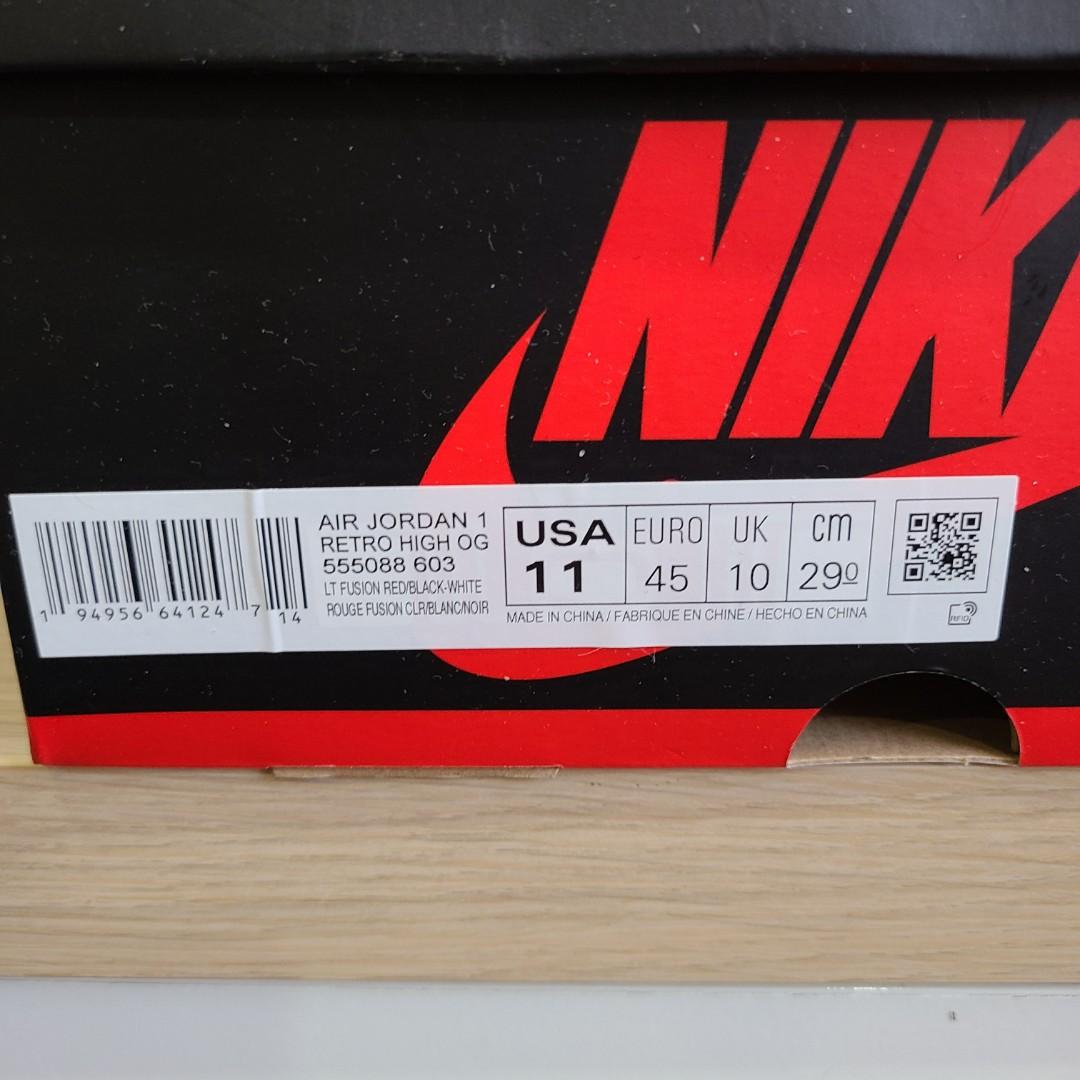 NIK
AIR JORDAN 1
RETRO HIGH OG
555088 603
LT FUSION RED/BLACK-WHITE
ROUGE FUSION CLR/BLANC/NOIR
1 94956 64124 7 14
USA EURO UK cm
11 45 10 290
MADE IN CHINA / FABRIQUE EN CHINE / HECHO EN CHINA
RFID